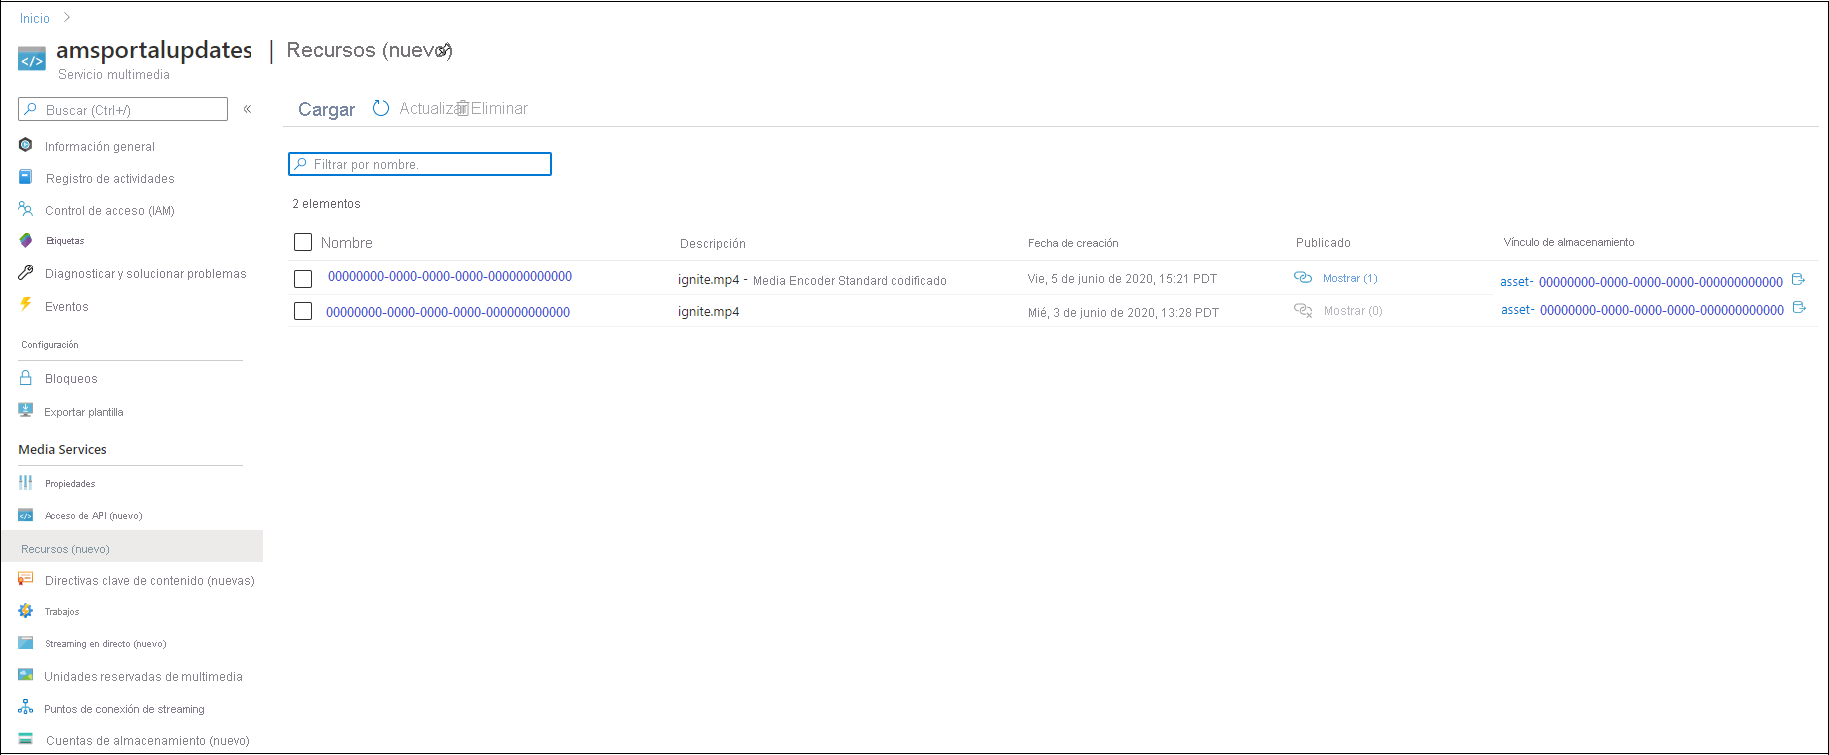 Inicio
amsportalupdates | Recursos (nuevo)
Servicio multimedia
Buscar (Ctrl+/)
«
Cargar Actualizar Eliminar
Información general
Registro de actividades
Control de acceso (IAM)
Etiquetas
Diagnosticar y solucionar problemas
Eventos
Configuración
Bloqueos
Exportar plantilla
Media Services
Propiedades
Acceso de API (nuevo)
Recursos (nuevo)
Directivas clave de contenido (nuevas)
Trabajos
Streaming en directo (nuevo)
Unidades reservadas de multimedia
Puntos de conexión de streaming
Cuentas de almacenamiento (nuevo)
Filtrar por nombre.
2 elementos
Nombre Descripción Fecha de creación Publicado Vínculo de almacenamiento
00000000-0000-0000-0000-000000000000 ignite.mp4 - Media Encoder Standard codificado Vie, 5 de junio de 2020, 15:21 PDT Mostrar (1) asset- 00000000-0000-0000-0000-000000000000
00000000-0000-0000-0000-000000000000 ignite.mp4 Mié, 3 de junio de 2020, 13:28 PDT Mostrar (0) asset- 00000000-0000-0000-0000-000000000000